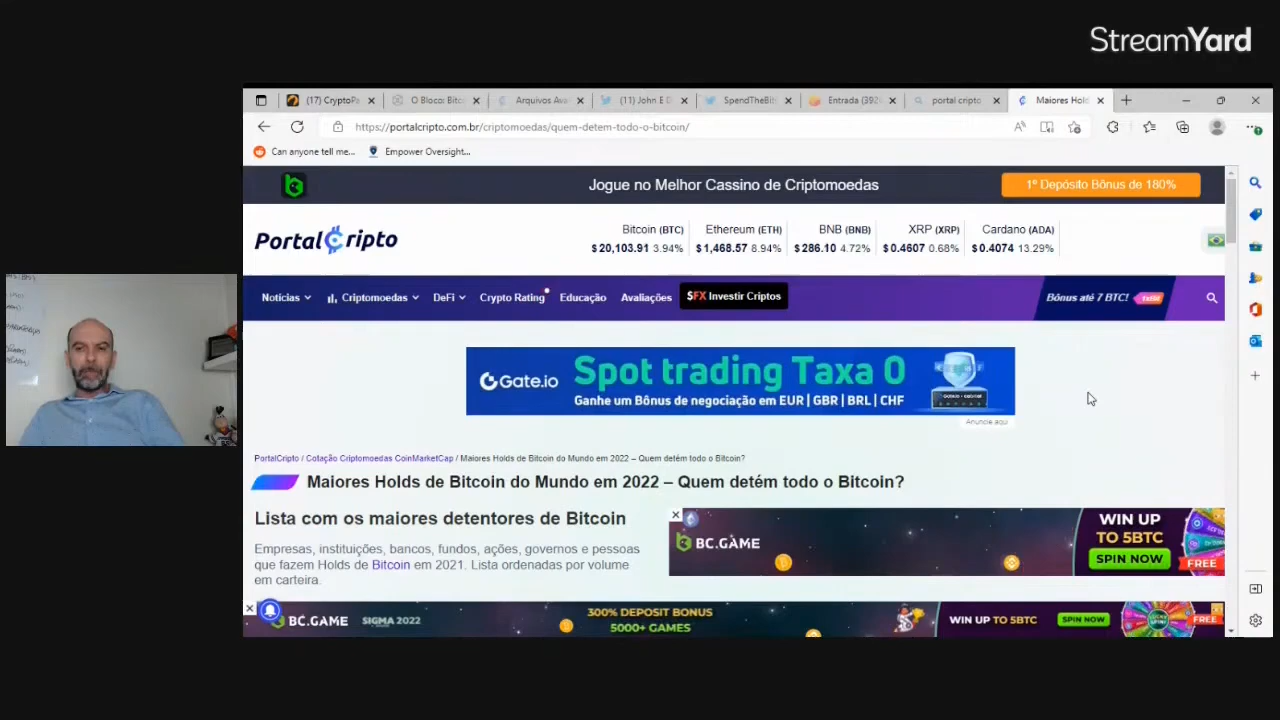 StreamYard
(17) CryptoPa
O Bloco: Bitc
Arquivos Ava
(11) John E D
SpendTheBit
Entrada (392
portal cripto
Maiores Hold
https://portalcripto.com.br/criptomoedas/quem-detem-todo-o-bitcoin/
Can anyone tell me...
Empower Oversight...
Jogue no Melhor Cassino de Criptomoedas
1º Depósito Bônus de 180%
PortalCripto
Bitcoin (BTC)
$ 20,103.91 3.94%
Ethereum (ETH)
$ 1,468.57 8.94%
BNB (BNB)
$ 286.10 4.72%
XRP (XRP)
$ 0.4607 0.68%
Cardano (ADA)
$ 0.4074 13.29%
Notícias
Criptomoedas
DeFi
Crypto Rating
Educação
Avaliações
$FX Investir Criptos
Bônus até 7 BTC!
Gate.io
Spot trading Taxa 0
Ganhe um Bônus de negociação em EUR | GBR | BRL | CHF
Anuncie aqui
PortalCripto / Cotação Criptomoedas CoinMarketCap / Maiores Holds de Bitcoin do Mundo em 2022 – Quem detém todo o Bitcoin?
Maiores Holds de Bitcoin do Mundo em 2022 – Quem detém todo o Bitcoin?
Lista com os maiores detentores de Bitcoin
Empresas, instituições, bancos, fundos, ações, governos e pessoas
que fazem Holds de Bitcoin em 2021. Lista ordenadas por volume
em carteira.
BC.GAME
WIN UP
TO 5BTC
SPIN NOW
FREE
BC.GAME
SIGMA 2022
300% DEPOSIT BONUS
5000+ GAMES
WIN UP TO 5BTC
SPIN NOW
FREE